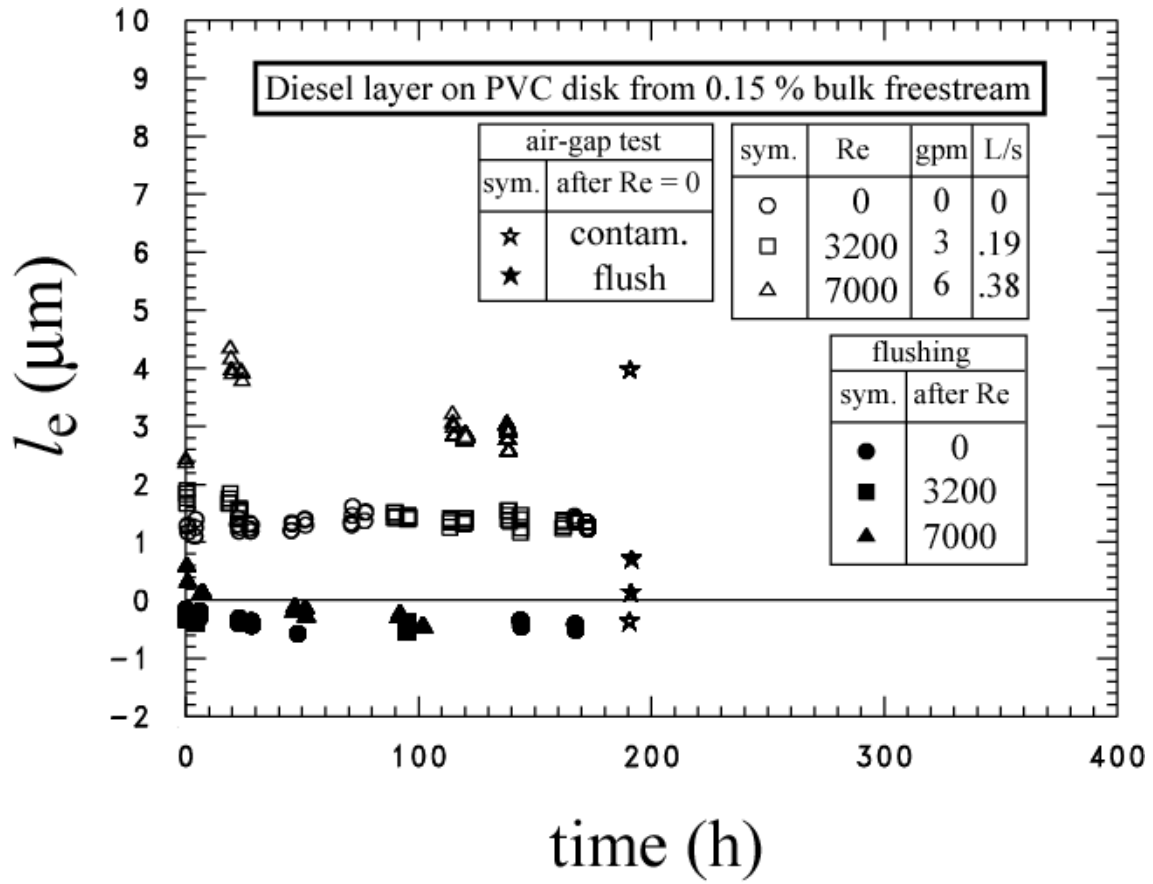 10
9
8
7
6
5
4
3
2
1
0
−1
−2
le (μm)
Diesel layer on PVC disk from 0.15 % bulk freestream
air-gap test
sym. after Re = 0
contam.
flush
sym. Re gpm L/s
0 0 0
3200 3 .19
7000 6 .38
flushing
sym. after Re
0
3200
7000
0 100 200 300 400
time (h)